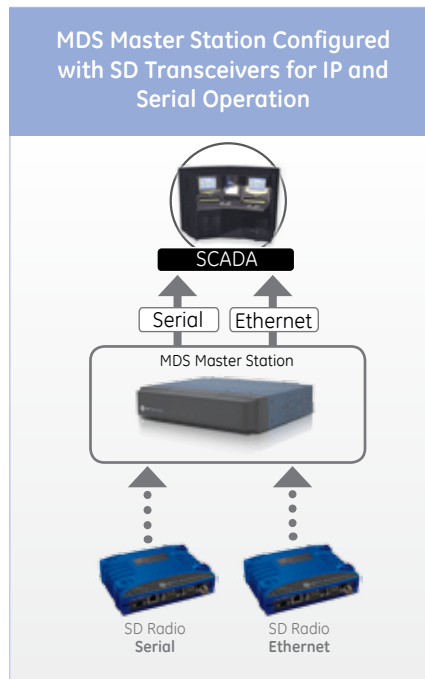 MDS Master Station Configured
with SD Transceivers for IP and
Serial Operation
SCADA
Serial Ethernet
MDS Master Station
SD Radio SD Radio
Serial Ethernet